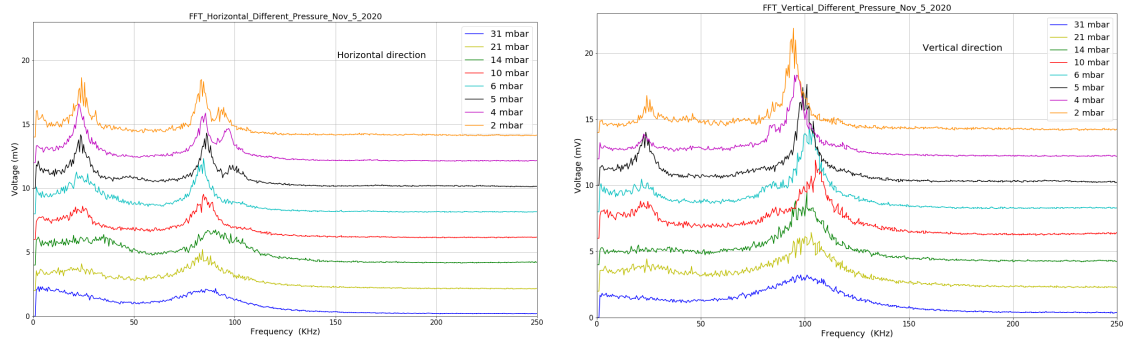 FFT_Horizontal_Different_Pressure_Nov_5_2020
Horizontal direction
31 mbar
21 mbar
14 mbar
10 mbar
6 mbar
5 mbar
4 mbar
2 mbar
Voltage (mV)
20
15
10
5
0
0 50 100 150 200 250
Frequency (KHz)
FFT_Vertical_Different_Pressure_Nov_5_2020
Vertical direction
31 mbar
21 mbar
14 mbar
10 mbar
6 mbar
5 mbar
4 mbar
2 mbar
Voltage (mV)
20
15
10
5
0
0 50 100 150 200 250
Frequency (KHz)